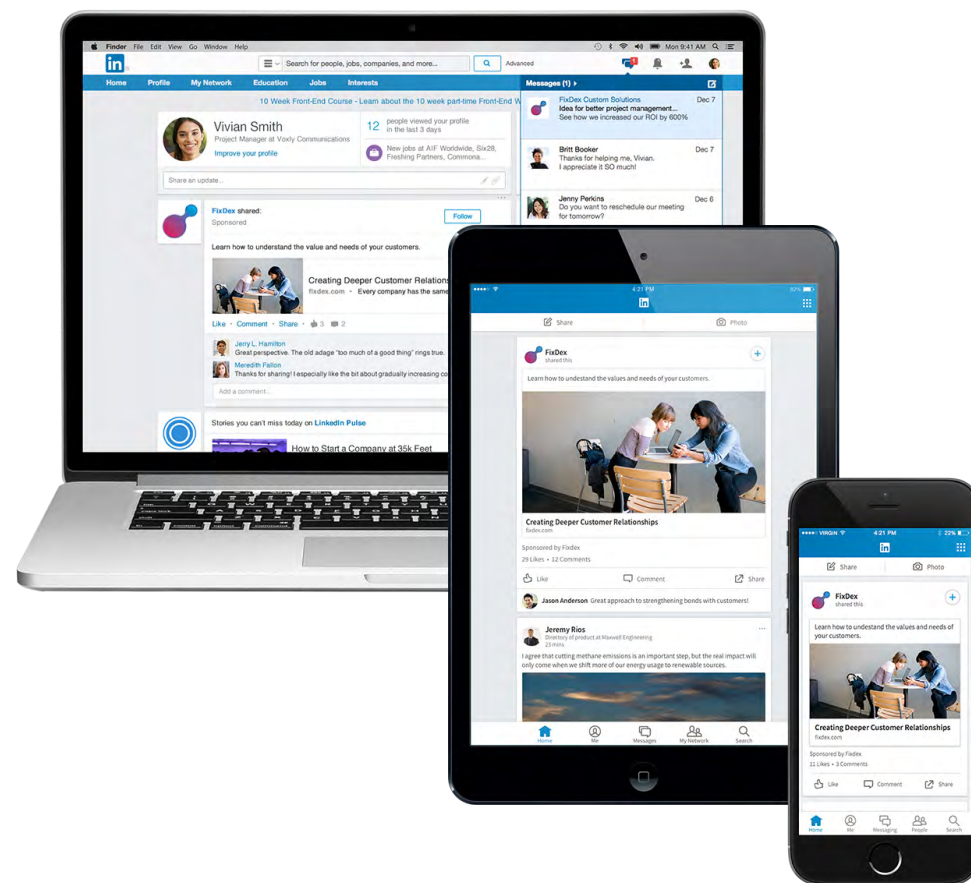 Finder File Edit View Go Window Help
Mon 9:41 AM
in
Search for people, jobs, companies, and more...
Advanced
1
Home Profile My Network Education Jobs Interests
Messages (1)
10 Week Front-End Course - Learn about the 10 week part-time Front-End W
Vivian Smith
Project Manager at Voxly Communications
Improve your profile
12 people viewed your profile
in the last 3 days
New jobs at AIF Worldwide, Six28,
Freshing Partners, Commona...
Share an update...
FixDex Custom Solutions Dec 7
Idea for better project management...
See how we increased our ROI by 600%
Britt Booker Dec 7
Thanks for helping me, Vivian.
I appreciate it SO much!
Jenny Perkins Dec 6
Do you want to reschedule our meeting
for tomorrow?
FixDex shared:
Sponsored
Follow
Learn how to understand the value and needs of your customers.
Creating Deeper Customer Relations
fixdex.com • Every company has the same
Like • Comment • Share • 3 2
Jerry L. Hamilton
Great perspective. The old adage "too much of a good thing" rings true.
Meredith Fallon
Thanks for sharing! I especially like the bit about gradually increasing co
Add a comment...
Stories you can't miss today on LinkedIn Pulse
How to Start a Company at 35k Feet
4:21 PM
in
Share Photo
FixDex
shared this
Learn how to undestand the values and needs of your customers.
Creating Deeper Customer Relationships
fixdex.com
Sponsored by Fixdex
29 Likes • 12 Comments
Like Comment Share
Jason Anderson Great approach to strengthening bonds with customers!
Jeremy Rios
Directory of product at Maxwell Engineering
23 mins
I agree that cutting methane emissions is an important step, but the real impact will
only come when we shift more of our energy usage to renewable sources.
Home Me Messages My Network Search
VIRGIN 4:21 PM 22%
in
Share Photo
FixDex
shared this
Learn how to undestand the values and needs of
your customers.
Creating Deeper Customer Relationships
fixdex.com
Sponsored by Fixdex
11 Likes • 3 Comments
Like Comment Share
Home Me Messaging People Search